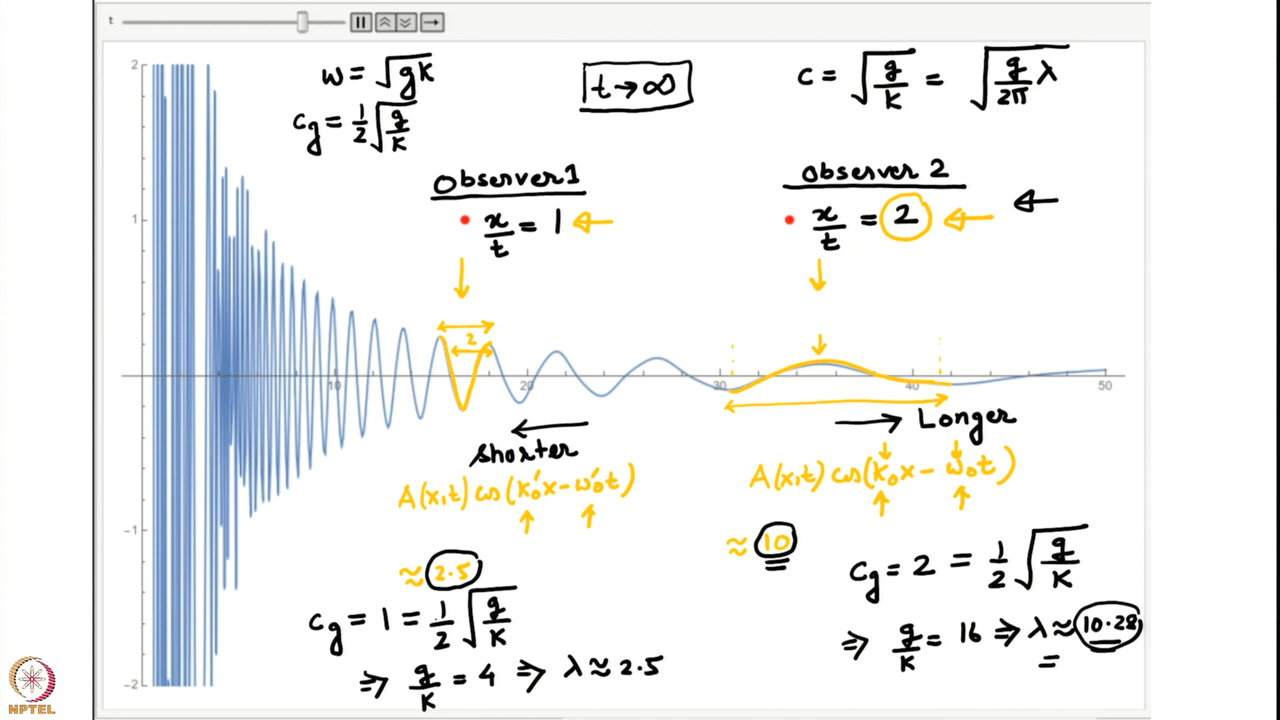 t
ω = √gK
c_g = 1/2 √g/K
t → ∞
c = √g/K = √g/2π λ
Observer 1
x/t = 1
Observer 2
x/t = 2
2
1
-1
-2
10
20
30
40
50
2
Shorter
Longer
A(x,t) cos(K₀'x - ω₀'t)
A(x,t) cos(K₀x - ω₀t)
≈ 2.5
≈ 10
c_g = 1 = 1/2 √g/K
⇒ g/K = 4 ⇒ λ ≈ 2.5
c_g = 2 = 1/2 √g/K
⇒ g/K = 16 ⇒ λ ≈ 10.28
NPTEL